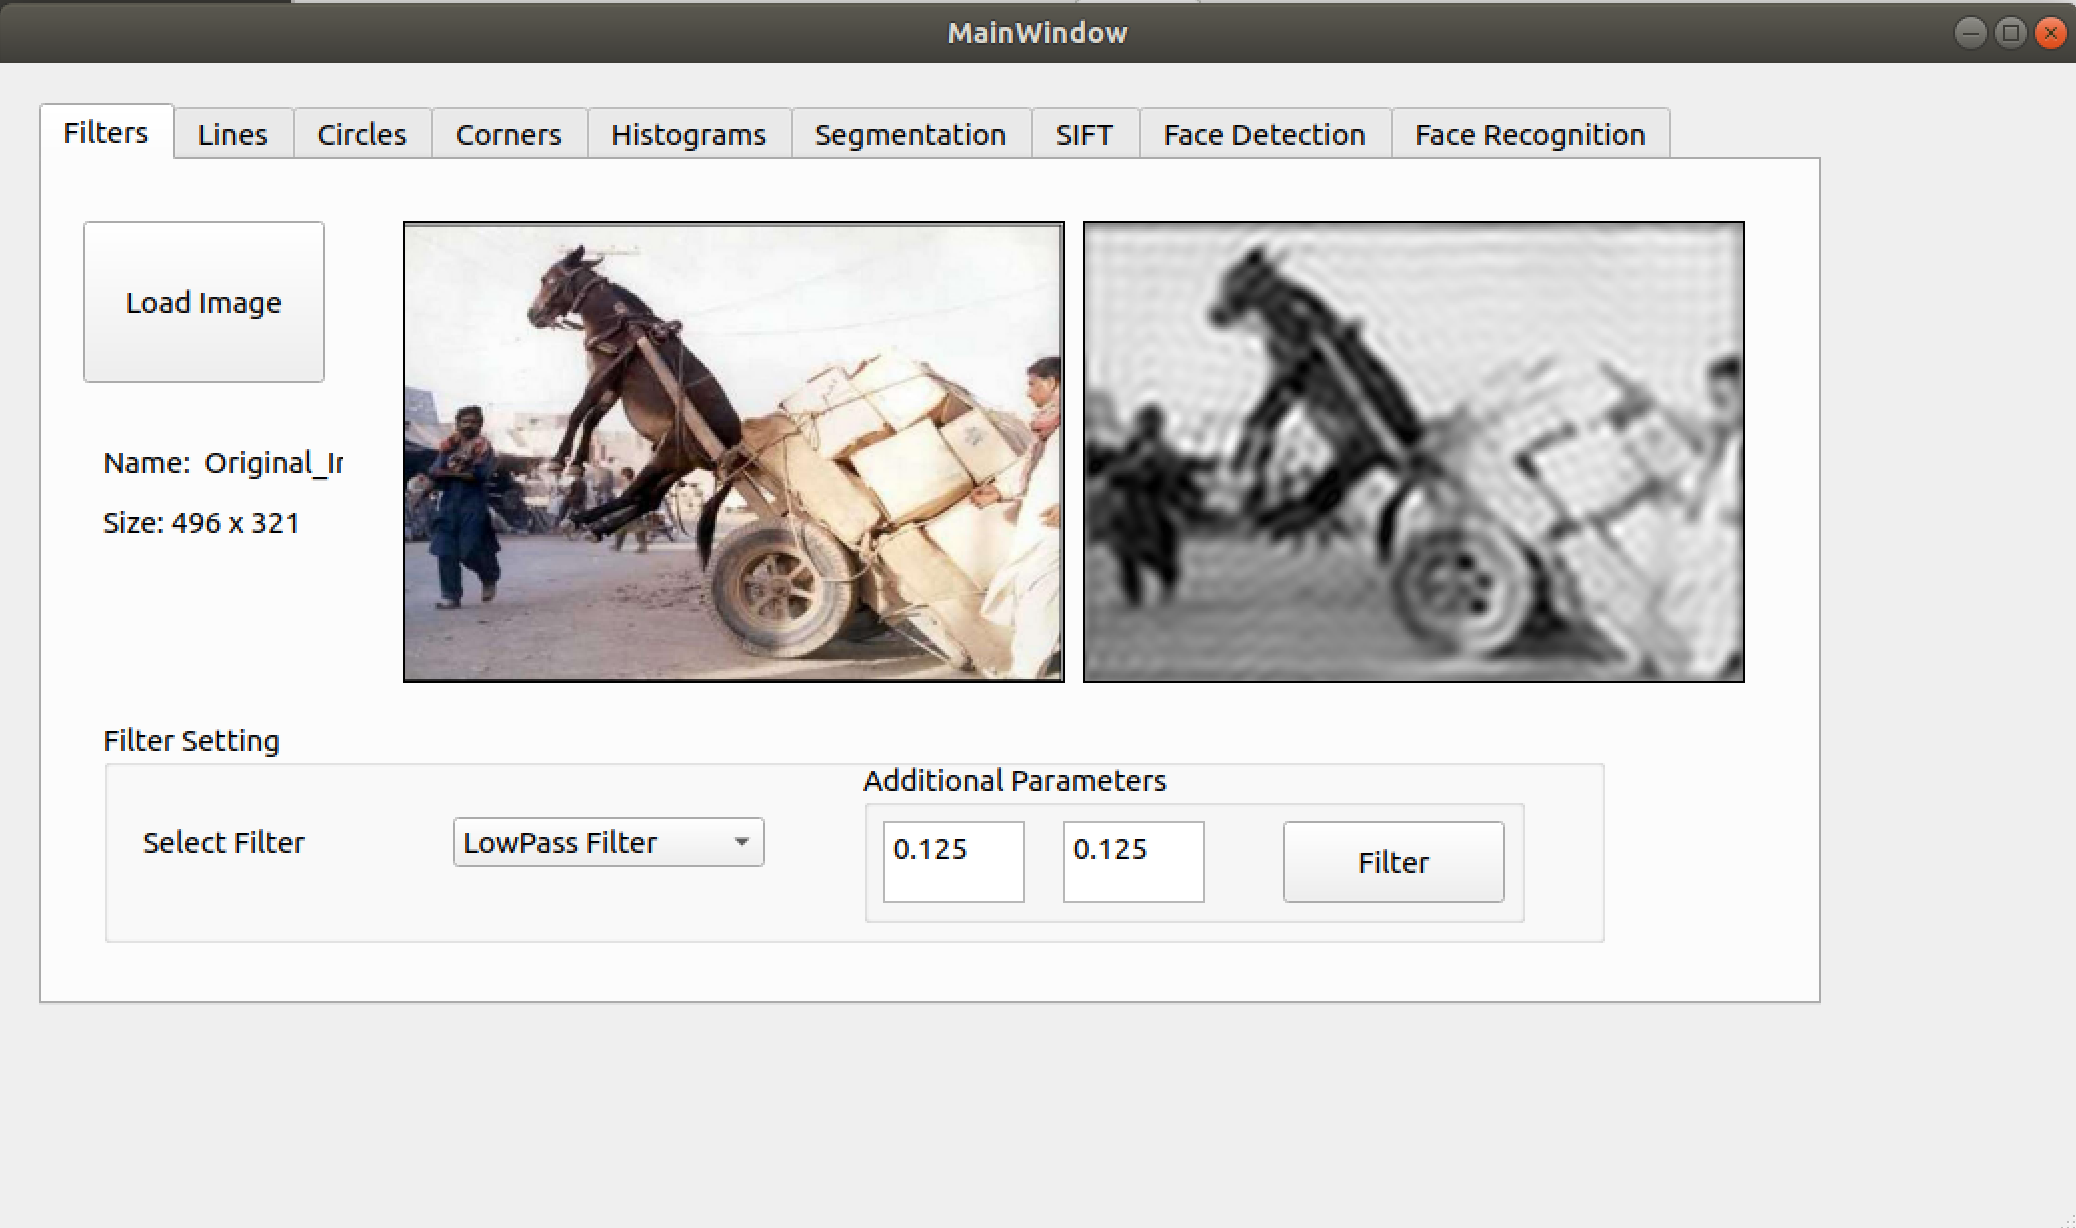 MainWindow
Filters Lines Circles Corners Histograms Segmentation SIFT Face Detection Face Recognition
Load Image
Name: Original_Ir
Size: 496 x 321
Filter Setting
Additional Parameters
Select Filter LowPass Filter 0.125 0.125 Filter